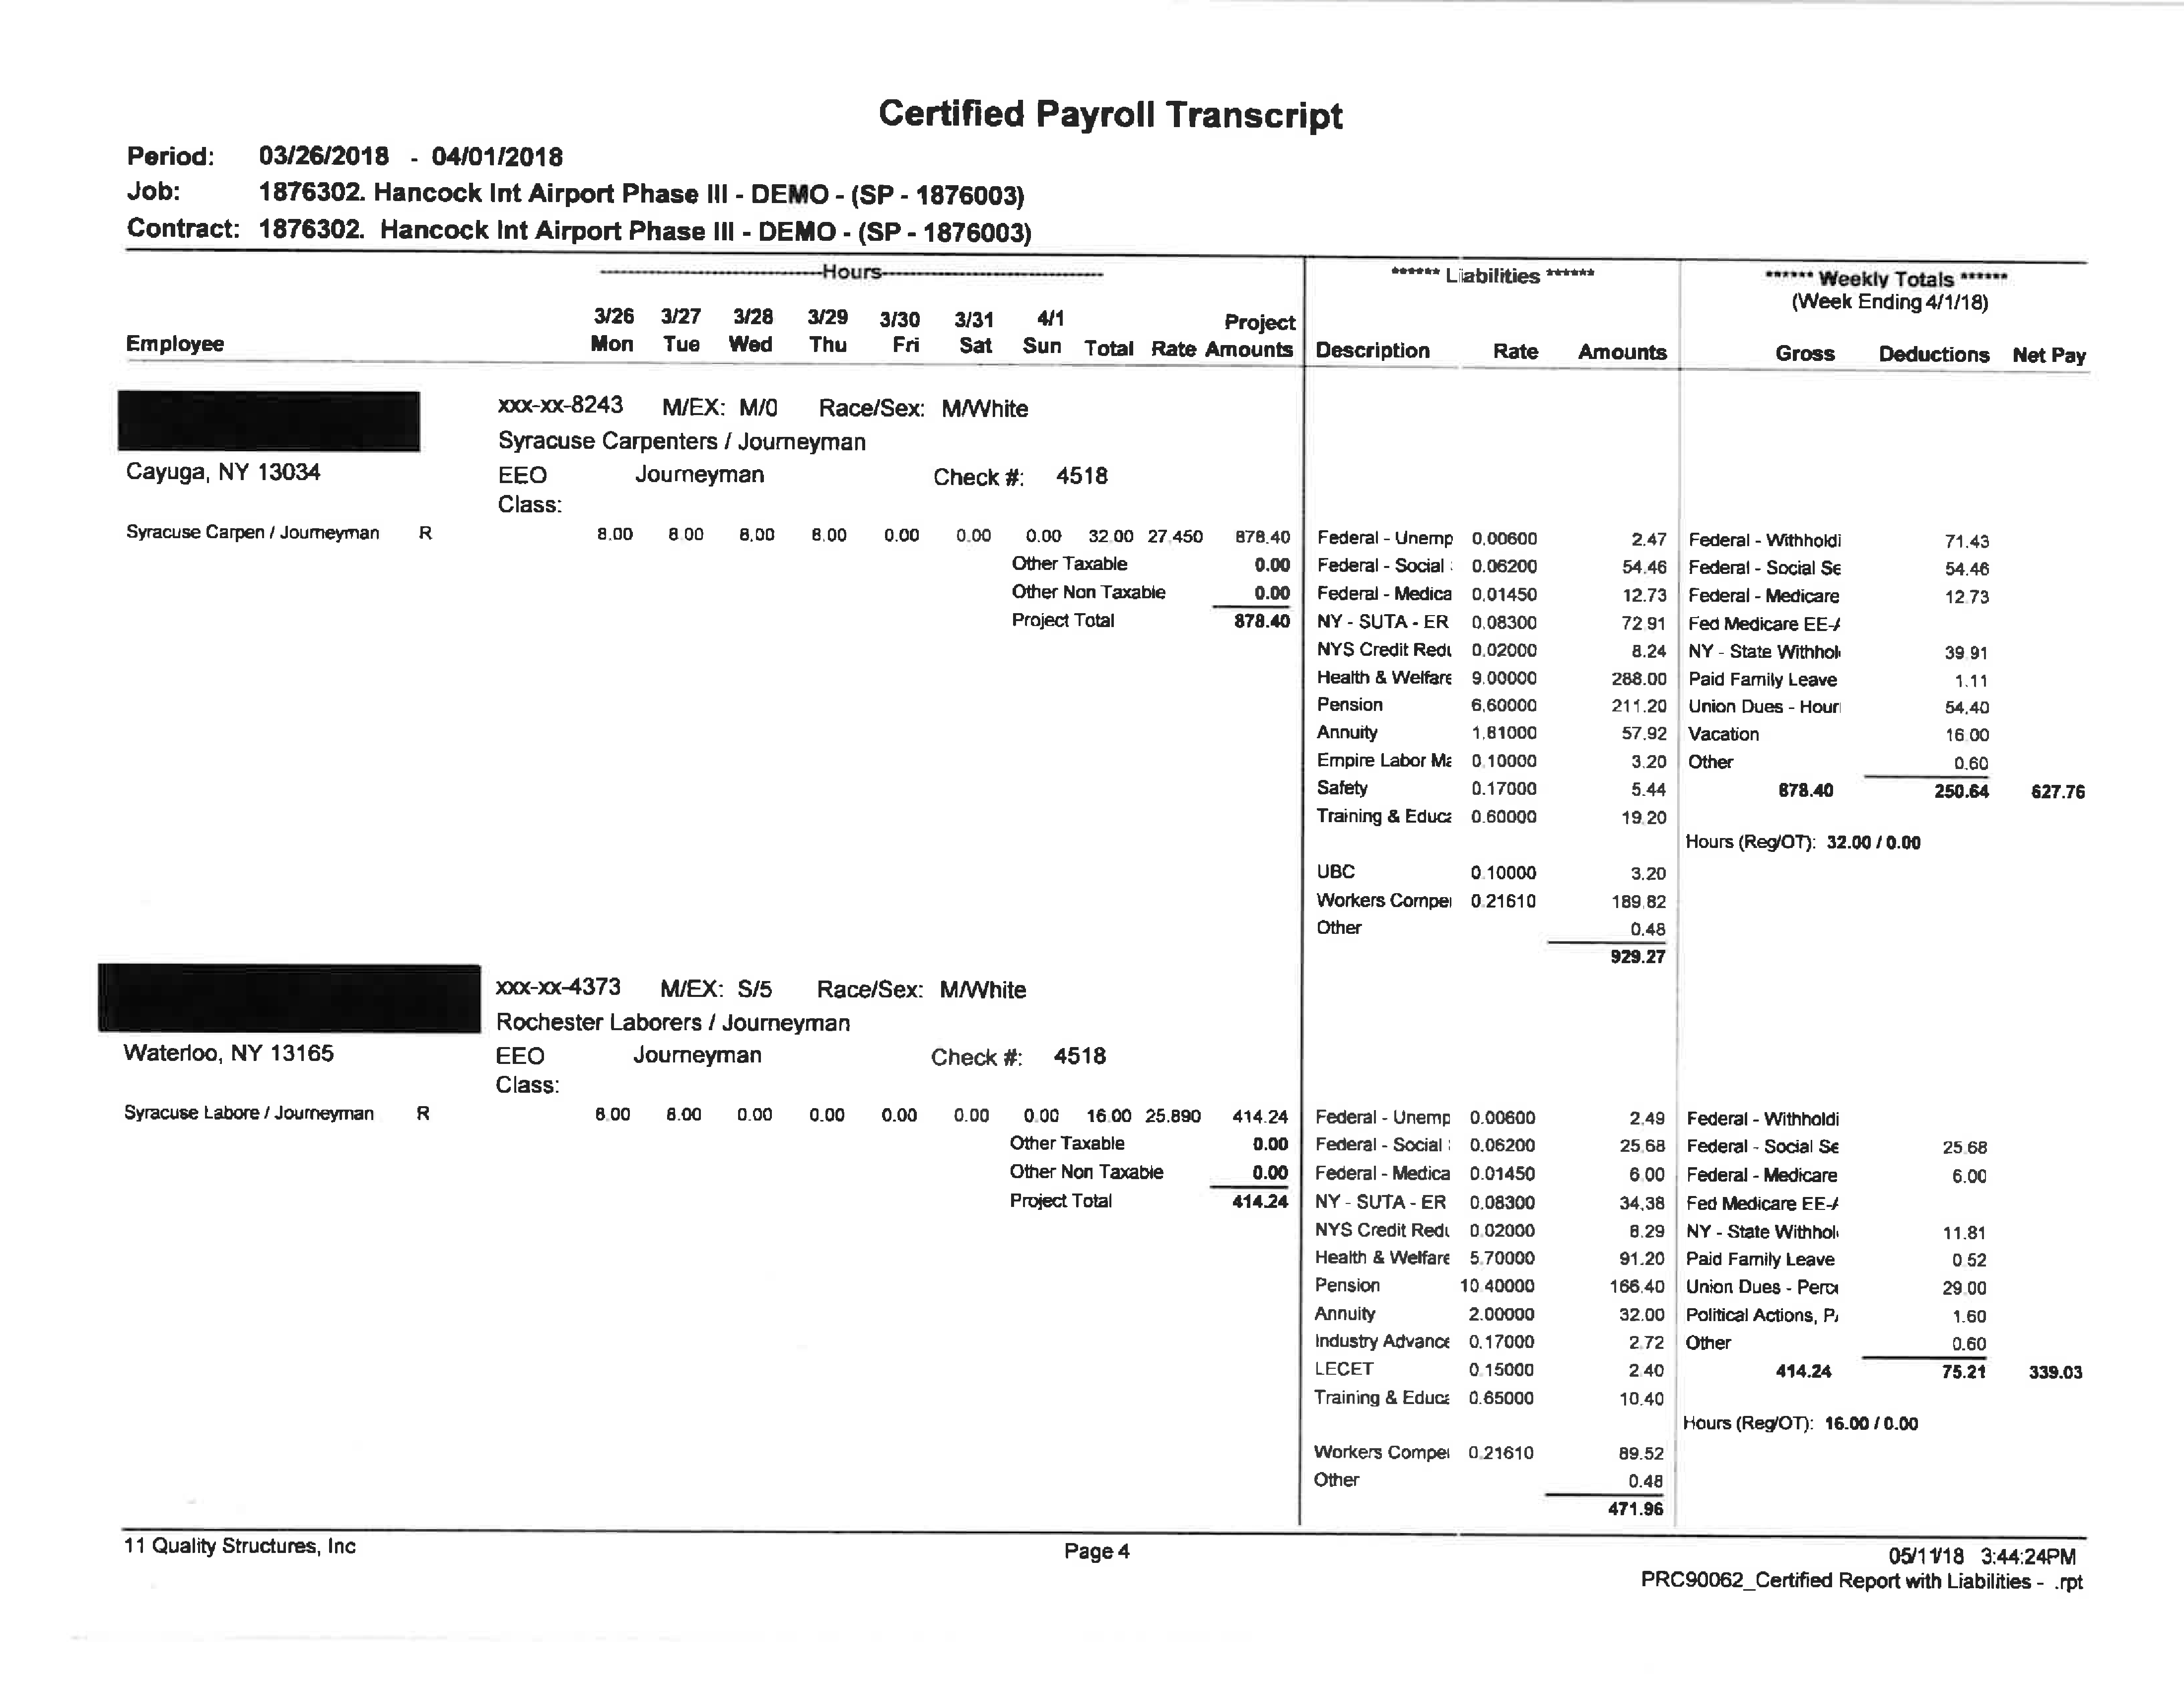 Certified Payroll Transcript
Period: 03/26/2018 - 04/01/2018
Job: 1876302. Hancock Int Airport Phase III - DEMO - (SP - 1876003)
Contract: 1876302. Hancock Int Airport Phase III - DEMO - (SP - 1876003)
-----Hours----- ****** Liabilities ****** ****** Weekly Totals ******
(Week Ending 4/1/18)
3/26 3/27 3/28 3/29 3/30 3/31 4/1 Project
Employee Mon Tue Wed Thu Fri Sat Sun Total Rate Amounts Description Rate Amounts Gross Deductions Net Pay
xxx-xx-8243 M/EX: M/0 Race/Sex: M/White
Syracuse Carpenters / Journeyman
Cayuga, NY 13034 EEO Journeyman Check #: 4518
Class:
Syracuse Carpen / Journeyman R 8.00 8.00 8.00 8.00 0.00 0.00 0.00 32.00 27.450 878.40 Federal - Unemp 0.00600 2.47 Federal - Withholdi 71.43
Other Taxable 0.00 Federal - Social 0.06200 54.46 Federal - Social Se 54.46
Other Non Taxable 0.00 Federal - Medica 0.01450 12.73 Federal - Medicare 12.73
Project Total 878.40 NY - SUTA - ER 0.08300 72.91 Fed Medicare EE-A
NYS Credit Redu 0.02000 8.24 NY - State Withhol 39.91
Health & Welfare 9.00000 288.00 Paid Family Leave 1.11
Pension 6.60000 211.20 Union Dues - Hour 54.40
Annuity 1.81000 57.92 Vacation 16.00
Empire Labor Ma 0.10000 3.20 Other 0.60
Safety 0.17000 5.44 878.40 250.64 627.76
Training & Educa 0.60000 19.20
Hours (Reg/OT): 32.00 / 0.00
UBC 0.10000 3.20
Workers Compe 0.21610 189.82
Other 0.48
929.27
xxx-xx-4373 M/EX: S/5 Race/Sex: M/White
Rochester Laborers / Journeyman
Waterloo, NY 13165 EEO Journeyman Check #: 4518
Class:
Syracuse Labore / Journeyman R 8.00 8.00 0.00 0.00 0.00 0.00 0.00 16.00 25.890 414.24 Federal - Unemp 0.00600 2.49 Federal - Withholdi
Other Taxable 0.00 Federal - Social 0.06200 25.68 Federal - Social Se 25.68
Other Non Taxable 0.00 Federal - Medica 0.01450 6.00 Federal - Medicare 6.00
Project Total 414.24 NY - SUTA - ER 0.08300 34.38 Fed Medicare EE-A
NYS Credit Redu 0.02000 8.29 NY - State Withhol 11.81
Health & Welfare 5.70000 91.20 Paid Family Leave 0.52
Pension 10.40000 166.40 Union Dues - Perce 29.00
Annuity 2.00000 32.00 Political Actions, PA 1.60
Industry Advance 0.17000 2.72 Other 0.60
LECET 0.15000 2.40 414.24 75.21 339.03
Training & Educa 0.65000 10.40
Hours (Reg/OT): 16.00 / 0.00
Workers Compe 0.21610 89.52
Other 0.48
471.96
11 Quality Structures, Inc Page 4 05/11/18 3:44:24PM
PRC90062_Certified Report with Liabilities - .rpt